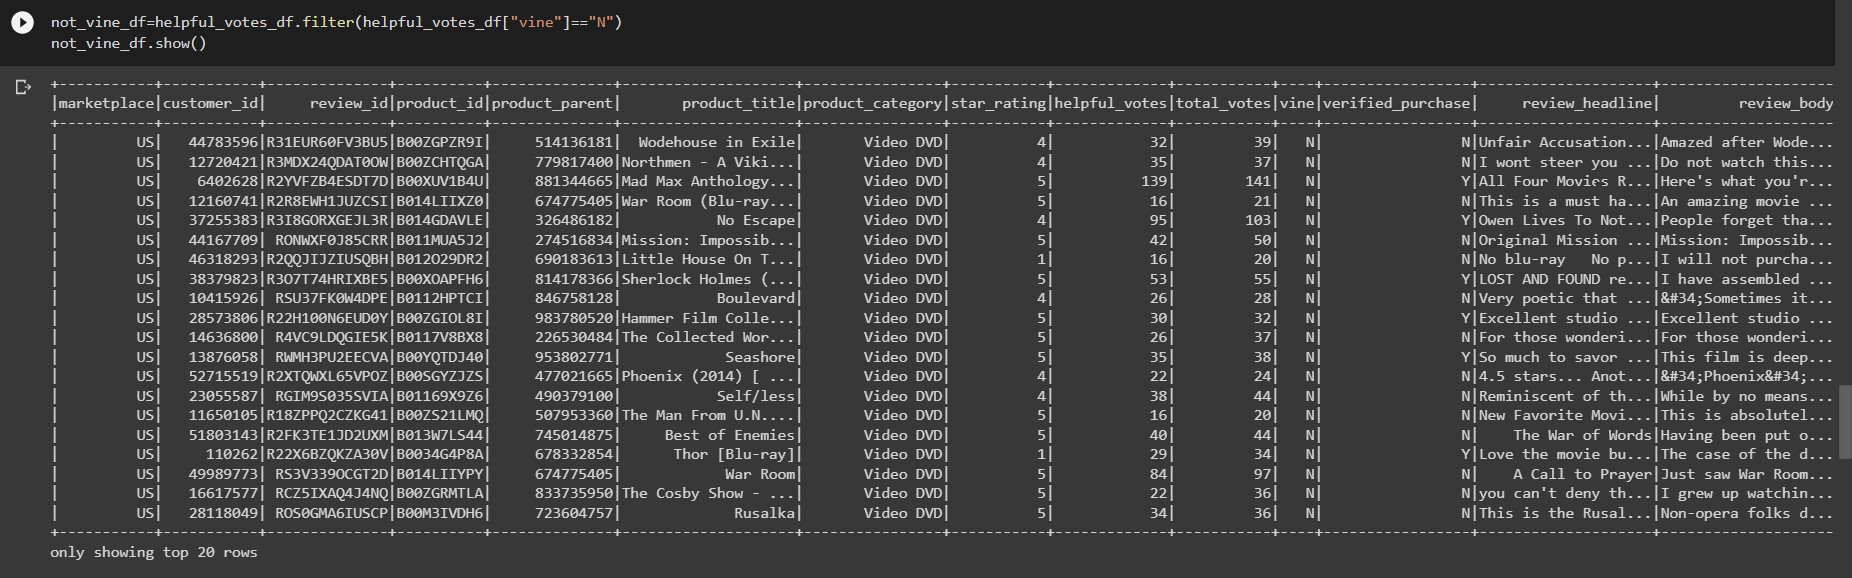 not_vine_df=helpful_votes_df.filter(helpful_votes_df["vine"]=="N")
not_vine_df.show()
+-----------+-----------+--------------+----------+--------------+--------------------+----------------+-----------+-------------+-----------+----+-----------------+--------------------+--------------------
|marketplace|customer_id|     review_id|product_id|product_parent|       product_title|product_category|star_rating|helpful_votes|total_votes|vine|verified_purchase|     review_headline|         review_body
+-----------+-----------+--------------+----------+--------------+--------------------+----------------+-----------+-------------+-----------+----+-----------------+--------------------+--------------------
|         US|   44783596|R31EUR60FV3BU5|B00ZGPZR9I|     514136181|   Wodehouse in Exile|       Video DVD|          4|           32|         39|   N|                N|Unfair Accusation...|Amazed after Wode...
|         US|   12720421|R3MDX24QDAT0OW|B00ZCHTQGA|     779817400|Northmen - A Viki...|       Video DVD|          4|           35|         37|   N|                N|I wont steer you ...|Do not watch this...
|         US|    6402628|R2YVFZB4ESDT7D|B00XUV1B4U|     881344665|Mad Max Anthology...|       Video DVD|          5|          139|        141|   N|                Y|All Four Movies R...|Here's what you'r...
|         US|   12160741|R2R8EWH1JUZCSI|B014LIIXZ0|     674775405|War Room (Blu-ray...|       Video DVD|          5|           16|         21|   N|                N|This is a must ha...|An amazing movie ...
|         US|   37255383|R3I8GORXGEJL3R|B014GDAVLE|     326486182|            No Escape|       Video DVD|          4|           95|        103|   N|                Y|Owen Lives To Not...|People forget tha...
|         US|   44167709| RONWXF0J85CRR|B011MUA5J2|     274516834|Mission: Impossib...|       Video DVD|          5|           42|         50|   N|                N|Original Mission ...|Mission: Impossib...
|         US|   46318293|R2QQJIJZIUSQBH|B012O29DR2|     690183613|Little House On T...|       Video DVD|          1|           16|         20|   N|                N|No blu-ray   No p...|I will not purcha...
|         US|   38379823|R3O7T74HRIXBE5|B00XOAPFH6|     814178366|Sherlock Holmes (...|       Video DVD|          5|           53|         55|   N|                Y|LOST AND FOUND re...|I have assembled ...
|         US|   10415926| RSU37FK0W4DPE|B0112HPTCI|     846758128|            Boulevard|       Video DVD|          4|           26|         28|   N|                N|Very poetic that ...|&#34;Sometimes it...
|         US|   28573806|R22H100N6EUD0Y|B00ZGIOL8I|     983780520|Hammer Film Colle...|       Video DVD|          5|           30|         32|   N|                Y|Excellent studio ...|Excellent studio ...
|         US|   14636800| R4VC9LDQGIE5K|B0117V8BX8|     226530484|The Collected Wor...|       Video DVD|          5|           26|         37|   N|                N|For those wonderi...|For those wonderi...
|         US|   13876058| RWMH3PU2EECVA|B00YQTDJ40|     953802771|             Seashore|       Video DVD|          5|           35|         38|   N|                Y|So much to savor ...|This film is deep...
|         US|   52715519|R2XTQWXL65VPOZ|B00SGYZJZS|     477021665|Phoenix (2014) [ ...|       Video DVD|          4|           22|         24|   N|                N|4.5 stars... Anot...|&#34;Phoenix&#34;...
|         US|   23055587| RGIM9S035SVIA|B01169X9Z6|     490379100|            Self/less|       Video DVD|          4|           38|         44|   N|                N|Reminiscent of th...|While by no means...
|         US|   11650105|R18ZPPQ2CZKG41|B00ZS21LMQ|     507953360|The Man From U.N....|       Video DVD|          5|           16|         20|   N|                N|New Favorite Movi...|This is absolutel...
|         US|   51803143|R2FK3TE1JD2UXM|B013W7LS44|     745014875|      Best of Enemies|       Video DVD|          5|           40|         44|   N|                N|    The War of Words|Having been put o...
|         US|     110262|R22X6BZQKZA30V|B0034G4P8A|     678332854|       Thor [Blu-ray]|       Video DVD|          1|           29|         34|   N|                Y|Love the movie bu...|The case of the d...
|         US|   49989773| RS3V339OCGT2D|B014LIIYPY|     674775405|             War Room|       Video DVD|          5|           84|         97|   N|                N|    A Call to Prayer|Just saw War Room...
|         US|   16617577| RCZ5IXAQ4J4NQ|B00ZGRMTLA|     833735950|The Cosby Show - ...|       Video DVD|          5|           22|         36|   N|                N|you can't deny th...|I grew up watchin...
|         US|   28118049| ROS0GMA6IUSCP|B00M3IVDH6|     723604757|              Rusalka|       Video DVD|          5|           34|         36|   N|                N|This is the Rusal...|Non-opera folks d...
+-----------+-----------+--------------+----------+--------------+--------------------+----------------+-----------+-------------+-----------+----+-----------------+--------------------+--------------------
only showing top 20 rows